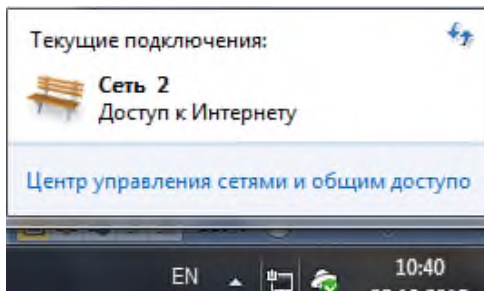 Текущие подключения:
Сеть 2
Доступ к Интернету
Центр управления сетями и общим доступо
EN
10:40